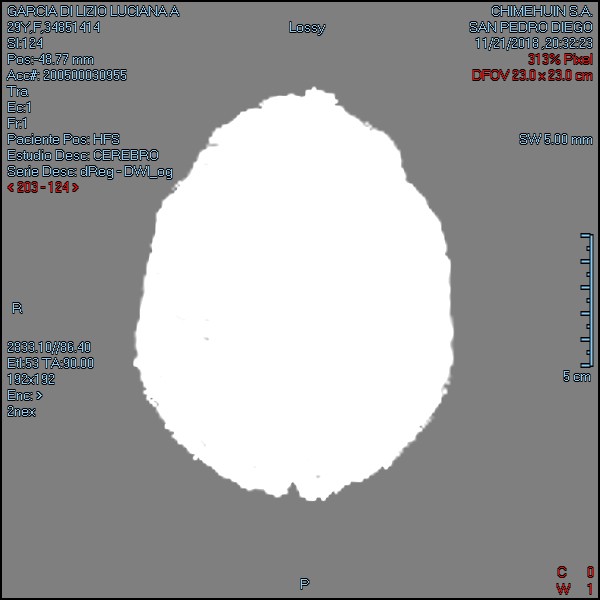 GARCIA DI LIZIO LUCIANA A
29Y,F,34851414
Sl:124
Pos:-48.77 mm
Acc#: 200500030955
Tra
Ec:1
Fr:1
Paciente Pos: HFS
Estudio Desc: CEREBRO
Serie Desc: dReg - DWI_og
< 203 - 124 >
Lossy
CHIMEHUIN S.A.
SAN PEDRO DIEGO
11/21/2018 ,20:32:23
313% Pixel
DFOV 23.0 x 23.0 cm
SW 5.00 mm
R
5 cm
2833.10//86.40
Etl:53 TA:90.00
192x192
Enc: >
2nex
P
C 0
W 1